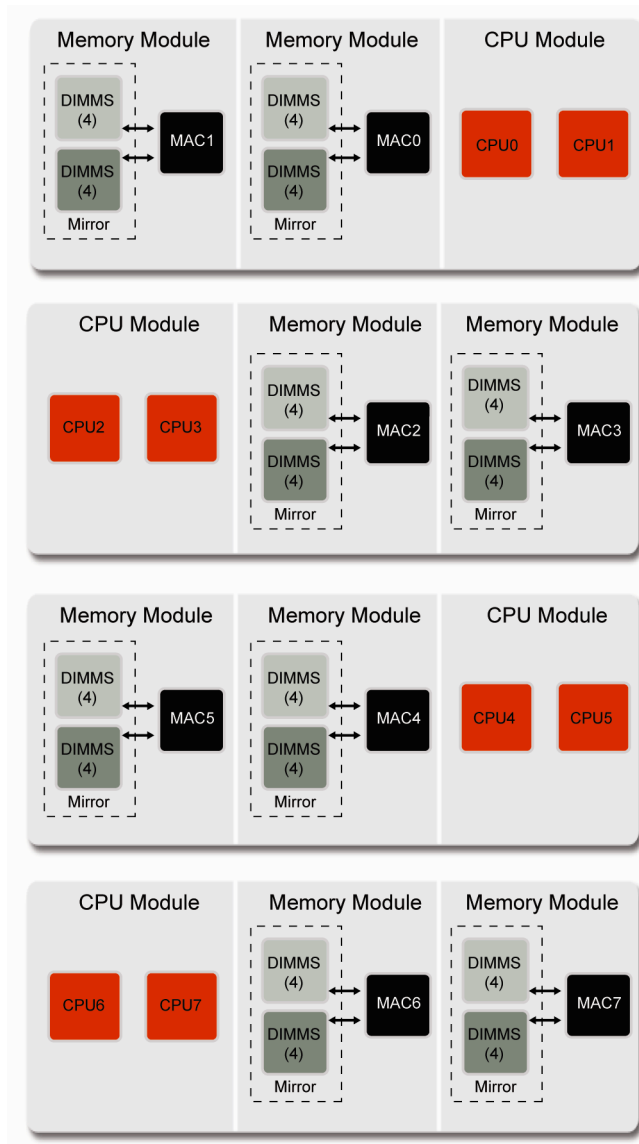 Memory Module
Memory Module
CPU Module
DIMMS
(4)
DIMMS
(4)
Mirror
MAC1
DIMMS
(4)
DIMMS
(4)
Mirror
MAC0
CPU0
CPU1
CPU Module
Memory Module
Memory Module
CPU2
CPU3
DIMMS
(4)
DIMMS
(4)
Mirror
MAC2
DIMMS
(4)
DIMMS
(4)
Mirror
MAC3
Memory Module
Memory Module
CPU Module
DIMMS
(4)
DIMMS
(4)
Mirror
MAC5
DIMMS
(4)
DIMMS
(4)
Mirror
MAC4
CPU4
CPU5
CPU Module
Memory Module
Memory Module
CPU6
CPU7
DIMMS
(4)
DIMMS
(4)
Mirror
MAC6
DIMMS
(4)
DIMMS
(4)
Mirror
MAC7